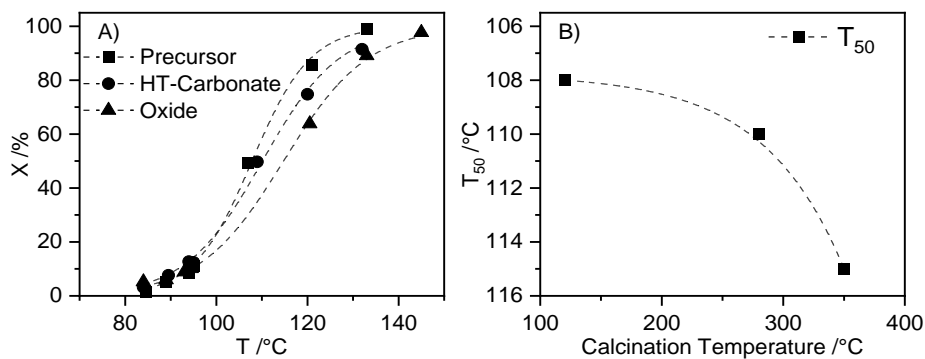 A)
Precursor
HT-Carbonate
Oxide
X /%
100
80
60
40
20
0
80
100
120
140
T /°C
B)
T50
T50 /°C
106
108
110
112
114
116
100
200
300
400
Calcination Temperature /°C